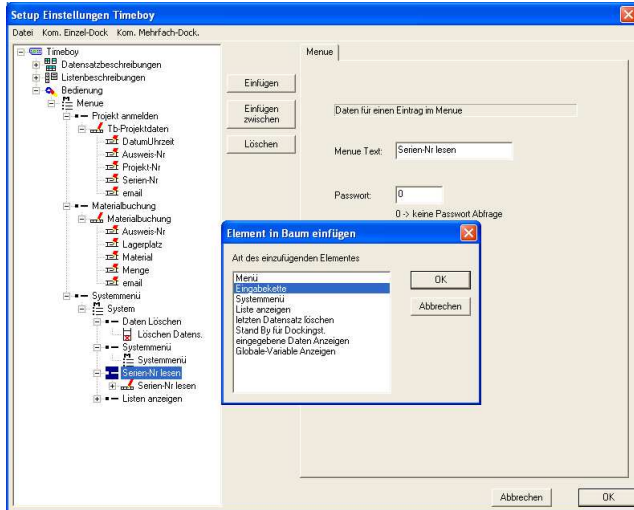 Setup Einstellungen Timeboy
Datei Kom. Einzel-Dock Kom. Mehrfach-Dock.
Timeboy
Datensatzbeschreibungen
Listenbeschreibungen
Bedienung
Menue
Projekt anmelden
Tb-Projektdaten
DatumUhrzeit
Ausweis-Nr
Projekt-Nr
Serien-Nr
email
Materialbuchung
Materialbuchung
Ausweis-Nr
Lagerplatz
Material
Menge
email
Systemmenü
System
Daten Löschen
Löschen Datens.
Systemmenü
Systemmenü
Serien-Nr lesen
Serien-Nr lesen
Listen anzeigen
Einfügen
Einfügen
zwischen
Löschen
Menue
Daten für einen Eintrag im Menue
Menue Text: Serien-Nr lesen
Passwort: 0
0 -> keine Passwort Abfrage
Element in Baum einfügen
Art des einzufügenden Elementes
Menü
Eingabekette
Systemmenü
Liste anzeigen
letzten Datensatz löschen
Stand By für Dockingst.
eingegebene Daten Anzeigen
Globale-Variable Anzeigen
OK
Abbrechen
Abbrechen OK